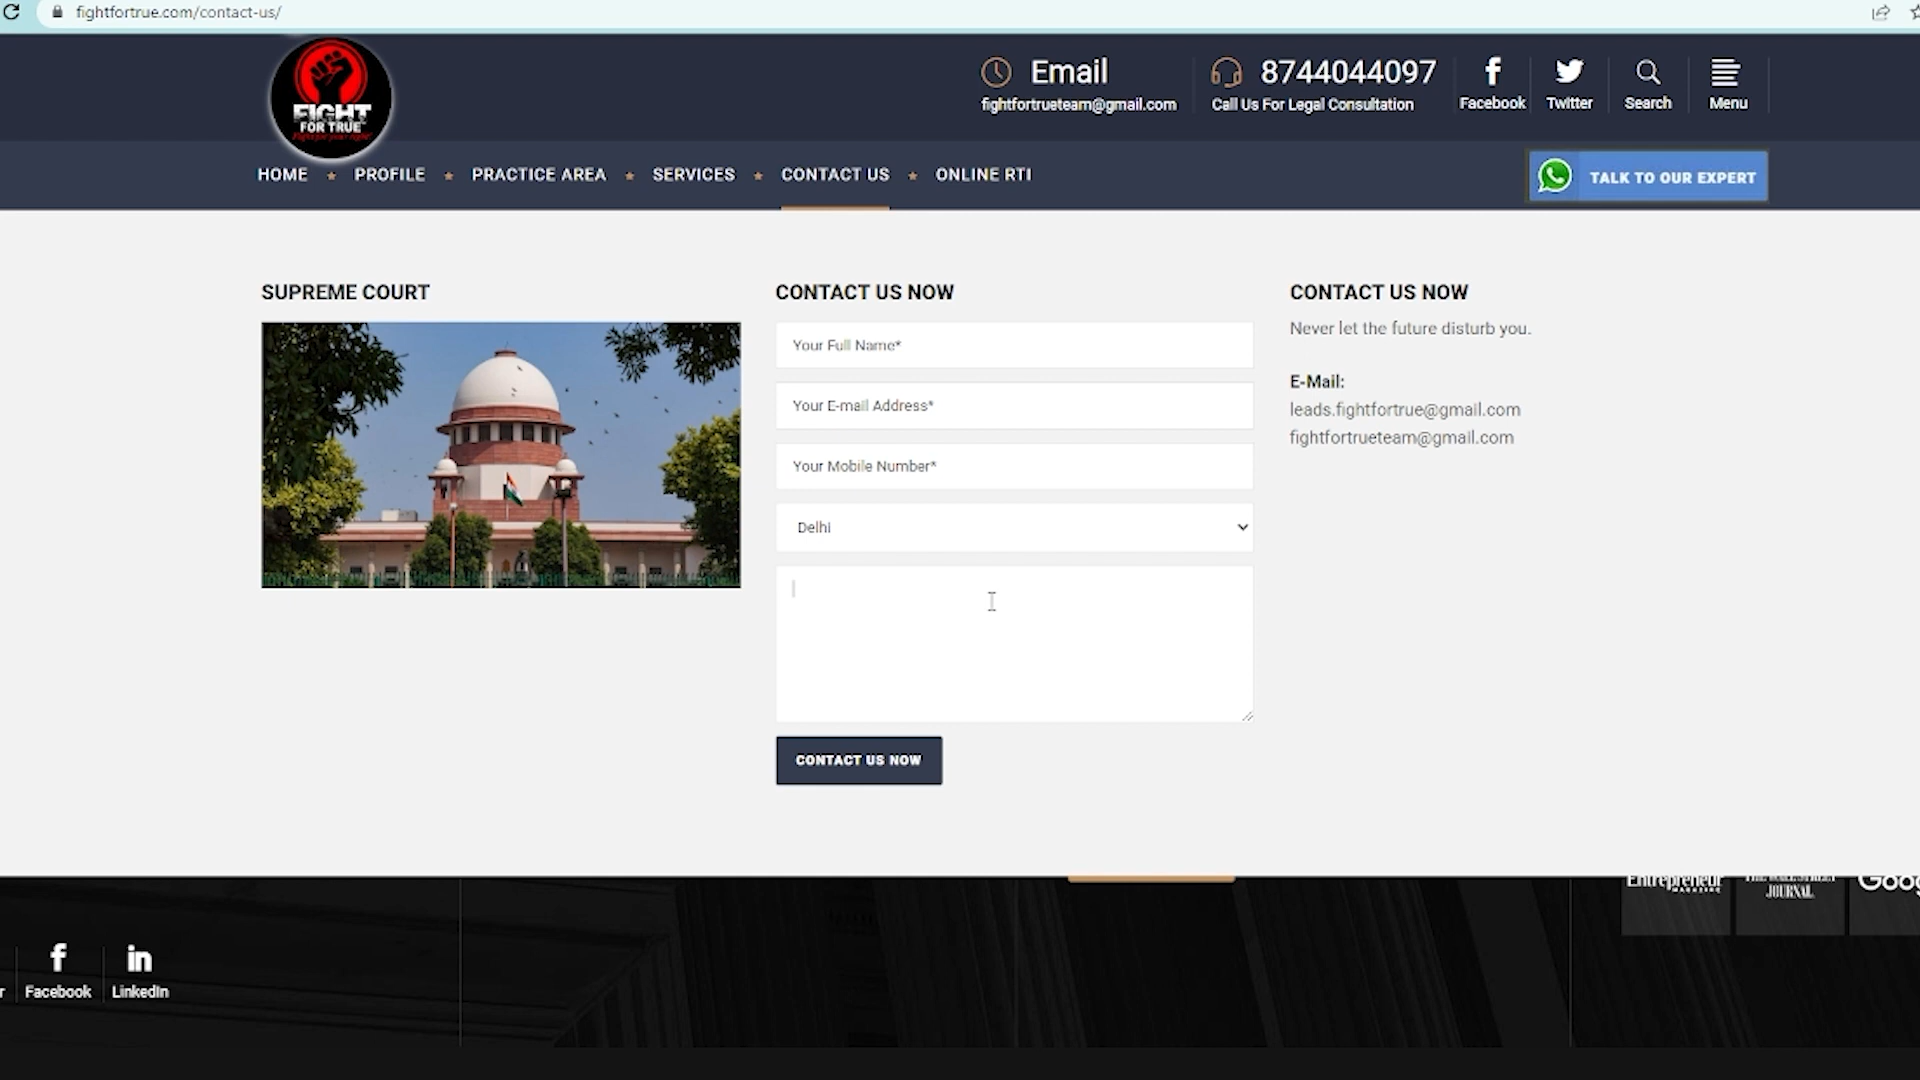 fightfortrue.com/contact-us/
FIGHT
FOR TRUE
Email
fightfortrueteam@gmail.com
8744044097
Call Us For Legal Consultation
Facebook
Twitter
Search
Menu
HOME
PROFILE
PRACTICE AREA
SERVICES
CONTACT US
ONLINE RTI
TALK TO OUR EXPERT
SUPREME COURT
CONTACT US NOW
Your Full Name*
Your E-mail Address*
Your Mobile Number*
Delhi
CONTACT US NOW
CONTACT US NOW
Never let the future disturb you.
E-Mail:
leads.fightfortrue@gmail.com
fightfortrueteam@gmail.com
Entrepreneur
MAGAZINE
JOURNAL
Facebook
LinkedIn